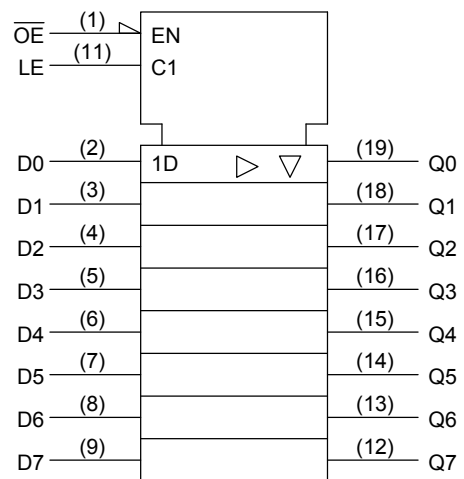 O̅E̅ (1) EN
LE (11) C1
D0 (2) 1D (19) Q0
D1 (3) (18) Q1
D2 (4) (17) Q2
D3 (5) (16) Q3
D4 (6) (15) Q4
D5 (7) (14) Q5
D6 (8) (13) Q6
D7 (9) (12) Q7